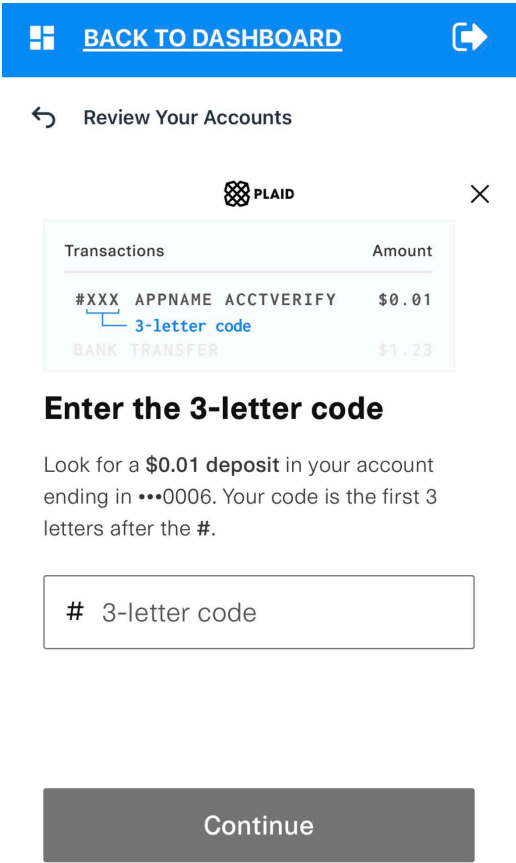 BACK TO DASHBOARD
Review Your Accounts
PLAID
Transactions Amount
#XXX APPNAME ACCTVERIFY $0.01
3-letter code
BANK TRANSFER $1.23
Enter the 3-letter code
Look for a $0.01 deposit in your account
ending in •••0006. Your code is the first 3
letters after the #.
# 3-letter code
Continue